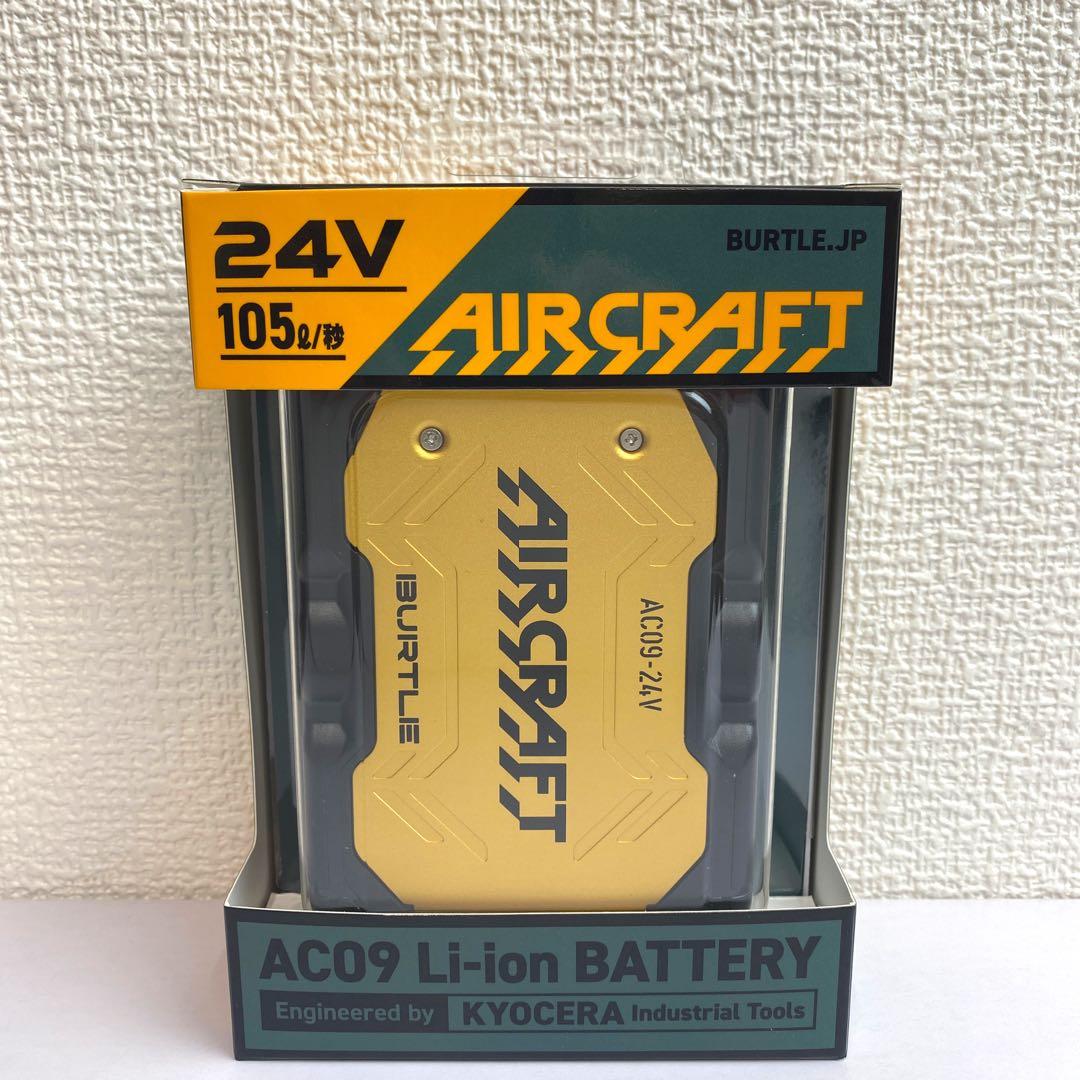 24V
105ℓ/秒
BURTLE.JP
AIRCRAFT
AIRCRAFT
BURTLE
AC09-24V
AC09 Li-ion BATTERY
Engineered by KYOCERA Industrial Tools